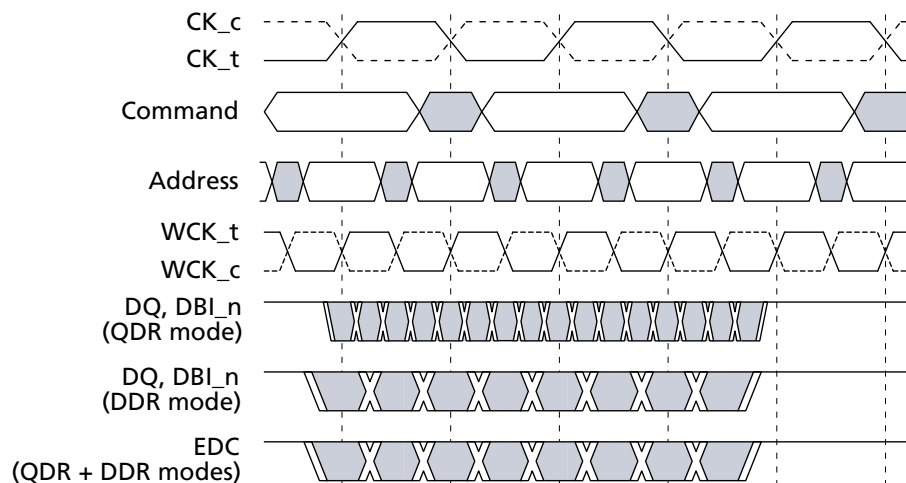 CK_c
CK_t
Command
Address
WCK_t
WCK_c
DQ, DBI_n
(QDR mode)
DQ, DBI_n
(DDR mode)
EDC
(QDR + DDR modes)